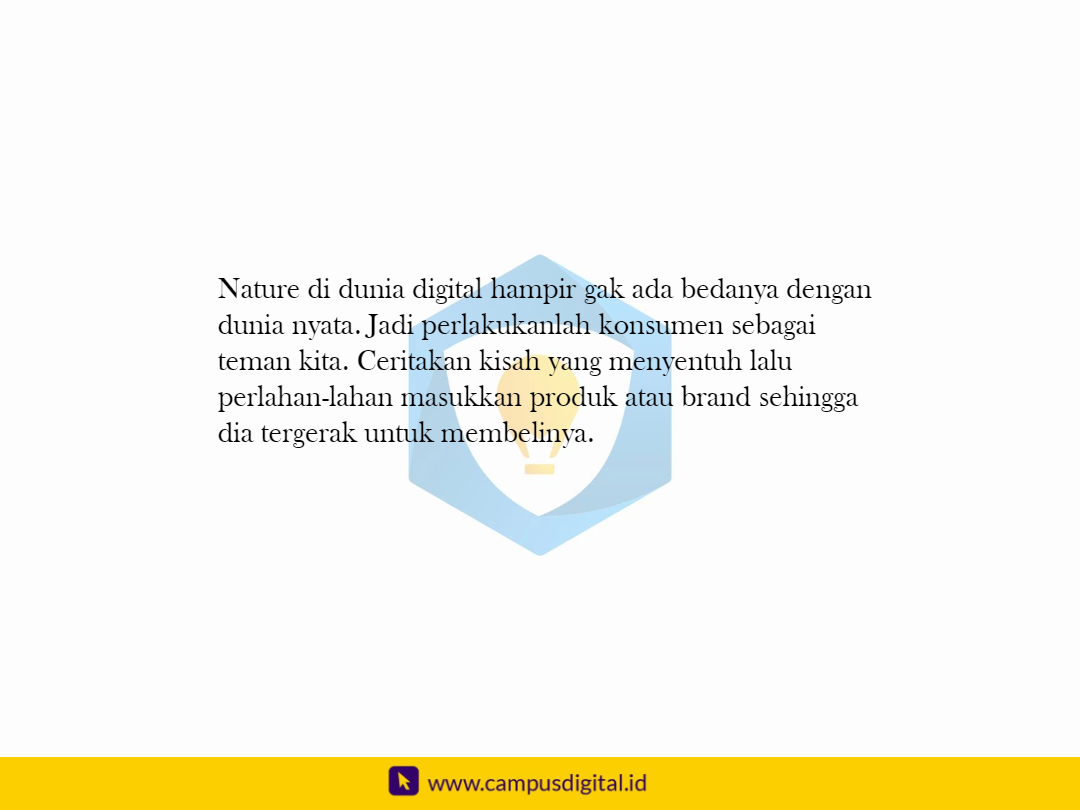 Nature di dunia digital hampir gak ada bedanya dengan
dunia nyata. Jadi perlakukanlah konsumen sebagai
teman kita. Ceritakan kisah yang menyentuh lalu
perlahan-lahan masukkan produk atau brand sehingga
dia tergerak untuk membelinya.
www.campusdigital.id